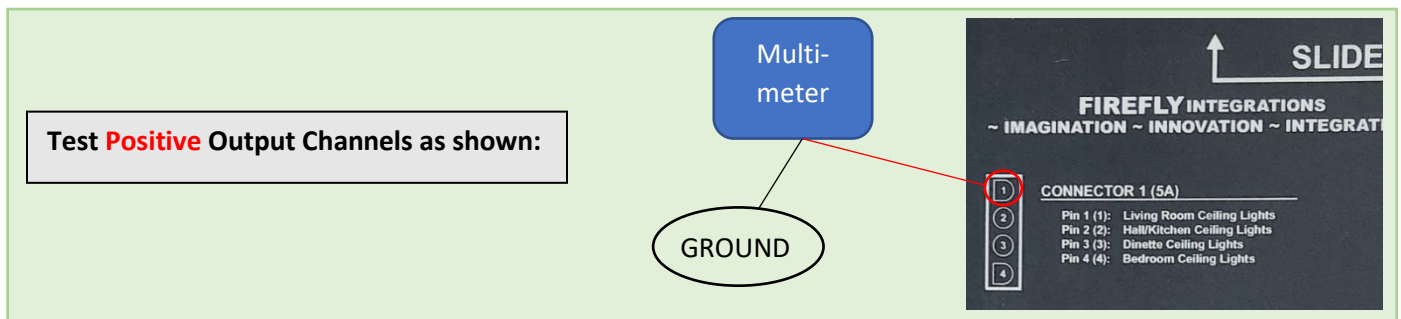 Test Positive Output Channels as shown:
Multi-
meter
GROUND
SLIDE
FIREFLY INTEGRATIONS
~ IMAGINATION ~ INNOVATION ~ INTEGRATI
1
2
3
4
CONNECTOR 1 (5A)
Pin 1 (1): Living Room Ceiling Lights
Pin 2 (2): Hall/Kitchen Ceiling Lights
Pin 3 (3): Dinette Ceiling Lights
Pin 4 (4): Bedroom Ceiling Lights